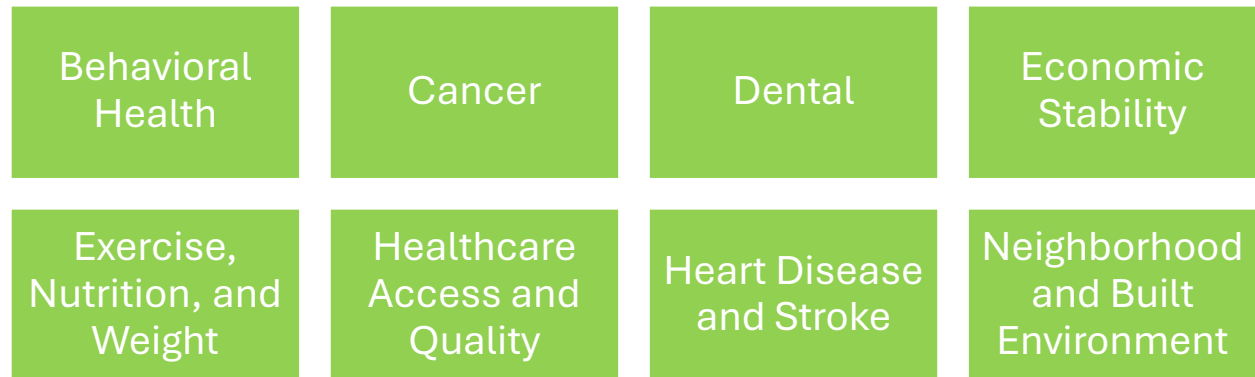 Behavioral
Health
Cancer
Dental
Economic
Stability
Exercise,
Nutrition, and
Weight
Healthcare
Access and
Quality
Heart Disease
and Stroke
Neighborhood
and Built
Environment